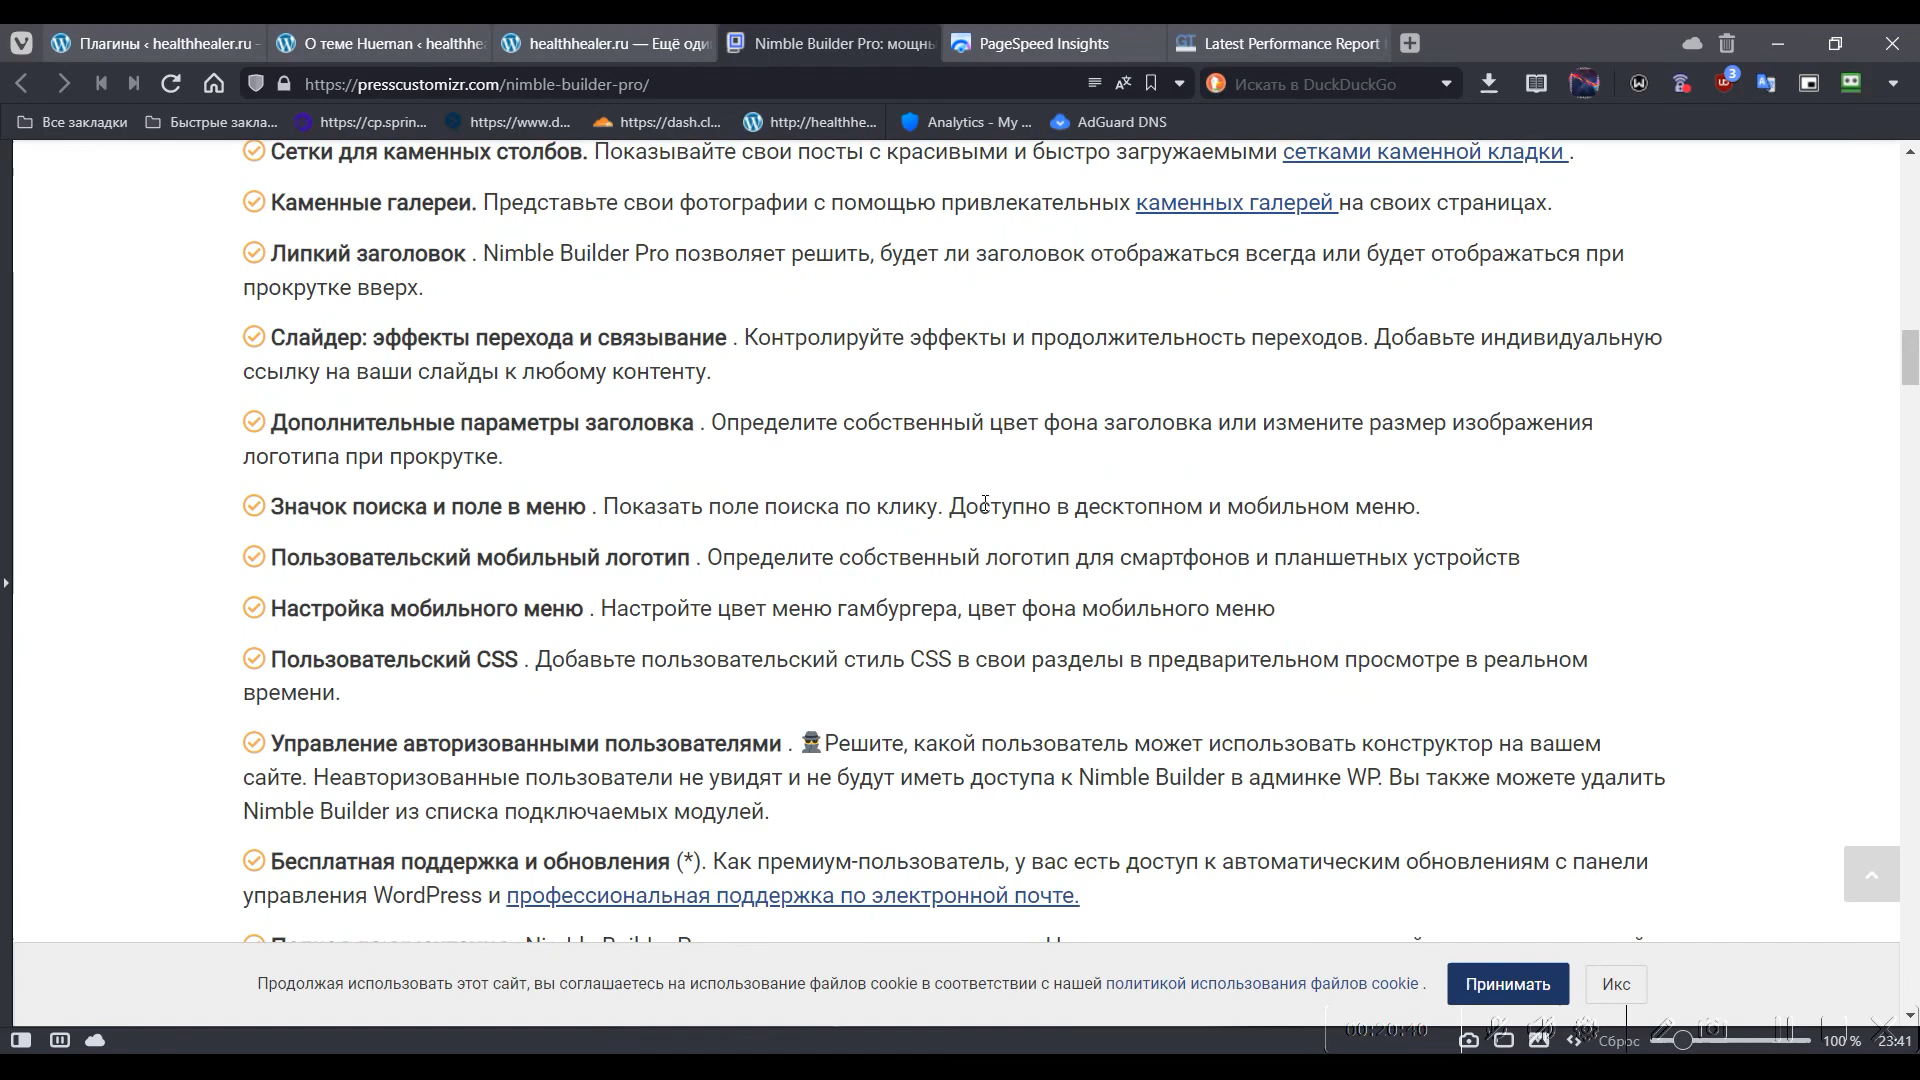 Плагины ‹ healthhealer.ru -
О теме Hueman ‹ healthhe
healthhealer.ru — Ещё оди
Nimble Builder Pro: мощнь
PageSpeed Insights
Latest Performance Report
https://presscustomizr.com/nimble-builder-pro/
Искать в DuckDuckGo
3
Все закладки
Быстрые закла...
https://cp.sprin...
https://www.d...
https://dash.cl...
http://healthhe...
Analytics - My ...
AdGuard DNS
Сетки для каменных столбов. Показывайте свои посты с красивыми и быстро загружаемыми сетками каменной кладки .
Каменные галереи. Представьте свои фотографии с помощью привлекательных каменных галерей на своих страницах.
Липкий заголовок . Nimble Builder Pro позволяет решить, будет ли заголовок отображаться всегда или будет отображаться при
прокрутке вверх.
Слайдер: эффекты перехода и связывание . Контролируйте эффекты и продолжительность переходов. Добавьте индивидуальную
ссылку на ваши слайды к любому контенту.
Дополнительные параметры заголовка . Определите собственный цвет фона заголовка или измените размер изображения
логотипа при прокрутке.
Значок поиска и поле в меню . Показать поле поиска по клику. Доступно в десктопном и мобильном меню.
Пользовательский мобильный логотип . Определите собственный логотип для смартфонов и планшетных устройств
Настройка мобильного меню . Настройте цвет меню гамбургера, цвет фона мобильного меню
Пользовательский CSS . Добавьте пользовательский стиль CSS в свои разделы в предварительном просмотре в реальном
времени.
Управление авторизованными пользователями . Решите, какой пользователь может использовать конструктор на вашем
сайте. Неавторизованные пользователи не увидят и не будут иметь доступа к Nimble Builder в админке WP. Вы также можете удалить
Nimble Builder из списка подключаемых модулей.
Бесплатная поддержка и обновления (*). Как премиум-пользователь, у вас есть доступ к автоматическим обновлениям с панели
управления WordPress и профессиональная поддержка по электронной почте.
Продолжая использовать этот сайт, вы соглашаетесь на использование файлов cookie в соответствии с нашей политикой использования файлов cookie .
Принимать
Икс
00:20:40
Сброс
100 %
23:41